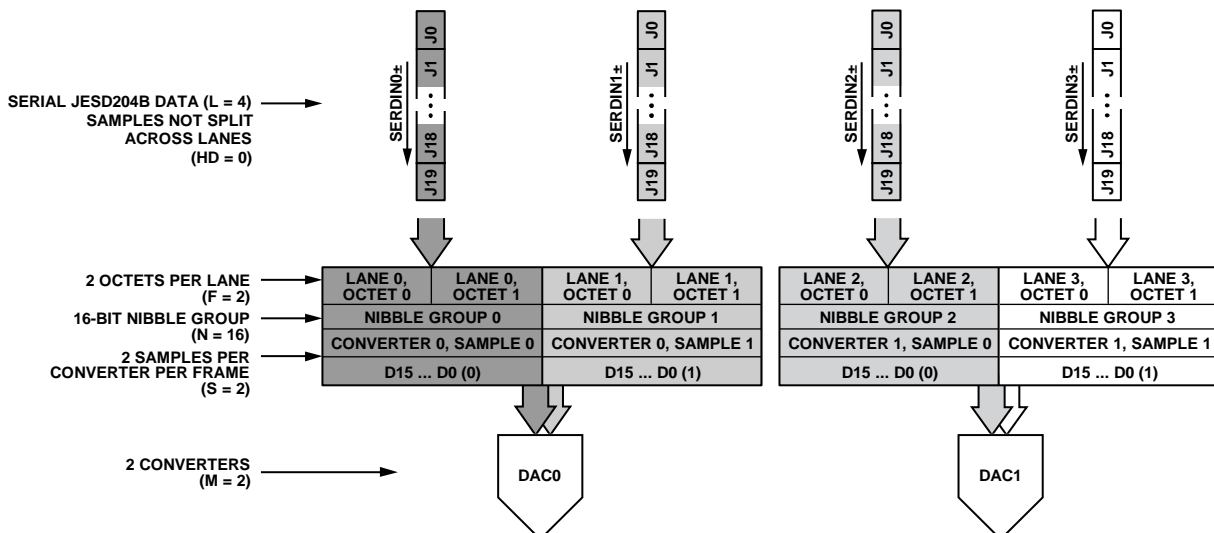 SERIAL JESD204B DATA (L = 4)
SAMPLES NOT SPLIT
ACROSS LANES
(HD = 0)
SERDIN0±
J0
J1
...
J18
J19
SERDIN1±
J0
J1
...
J18
J19
SERDIN2±
J0
J1
...
J18
J19
SERDIN3±
J0
J1
...
J18
J19
2 OCTETS PER LANE
(F = 2)
LANE 0,
OCTET 0
LANE 0,
OCTET 1
LANE 1,
OCTET 0
LANE 1,
OCTET 1
LANE 2,
OCTET 0
LANE 2,
OCTET 1
LANE 3,
OCTET 0
LANE 3,
OCTET 1
16-BIT NIBBLE GROUP
(N = 16)
NIBBLE GROUP 0
NIBBLE GROUP 1
NIBBLE GROUP 2
NIBBLE GROUP 3
2 SAMPLES PER
CONVERTER PER FRAME
(S = 2)
CONVERTER 0, SAMPLE 0
CONVERTER 0, SAMPLE 1
CONVERTER 1, SAMPLE 0
CONVERTER 1, SAMPLE 1
D15 ... D0 (0)
D15 ... D0 (1)
D15 ... D0 (0)
D15 ... D0 (1)
2 CONVERTERS
(M = 2)
DAC0
DAC1